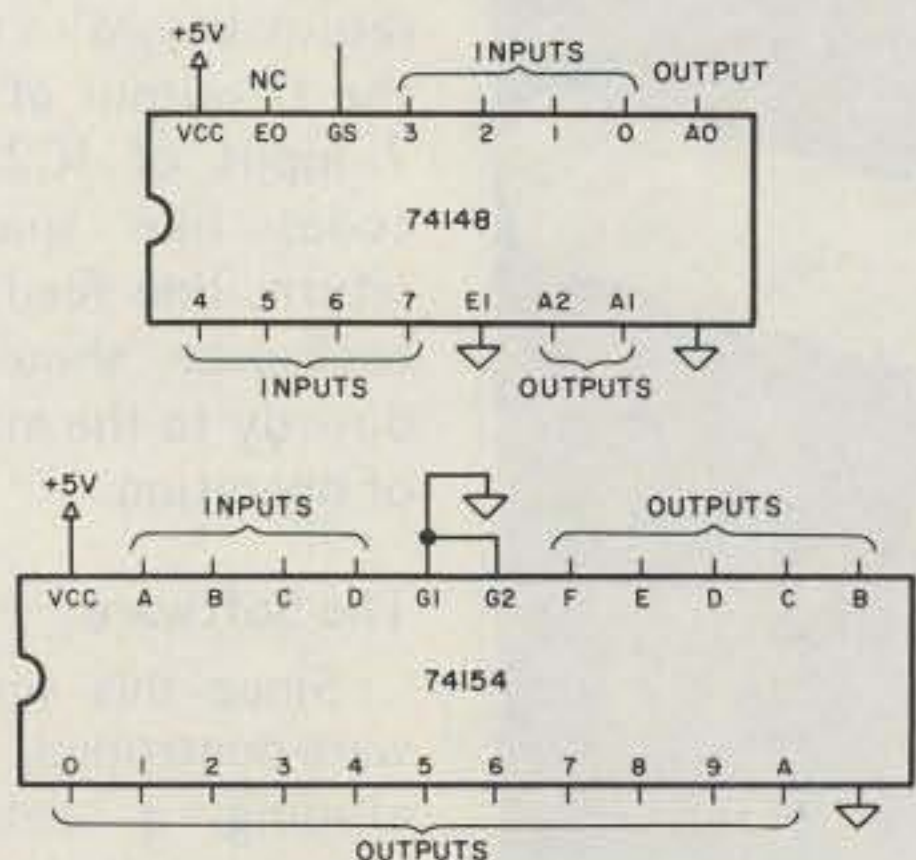 +5V
NC
INPUTS
OUTPUT
VCC EO GS 3 2 1 0 A0
74148
4 5 6 7 E1 A2 A1
INPUTS
OUTPUTS
+5V
INPUTS
OUTPUTS
VCC A B C D G1 G2 F E D C B
74154
0 1 2 3 4 5 6 7 8 9 A
OUTPUTS